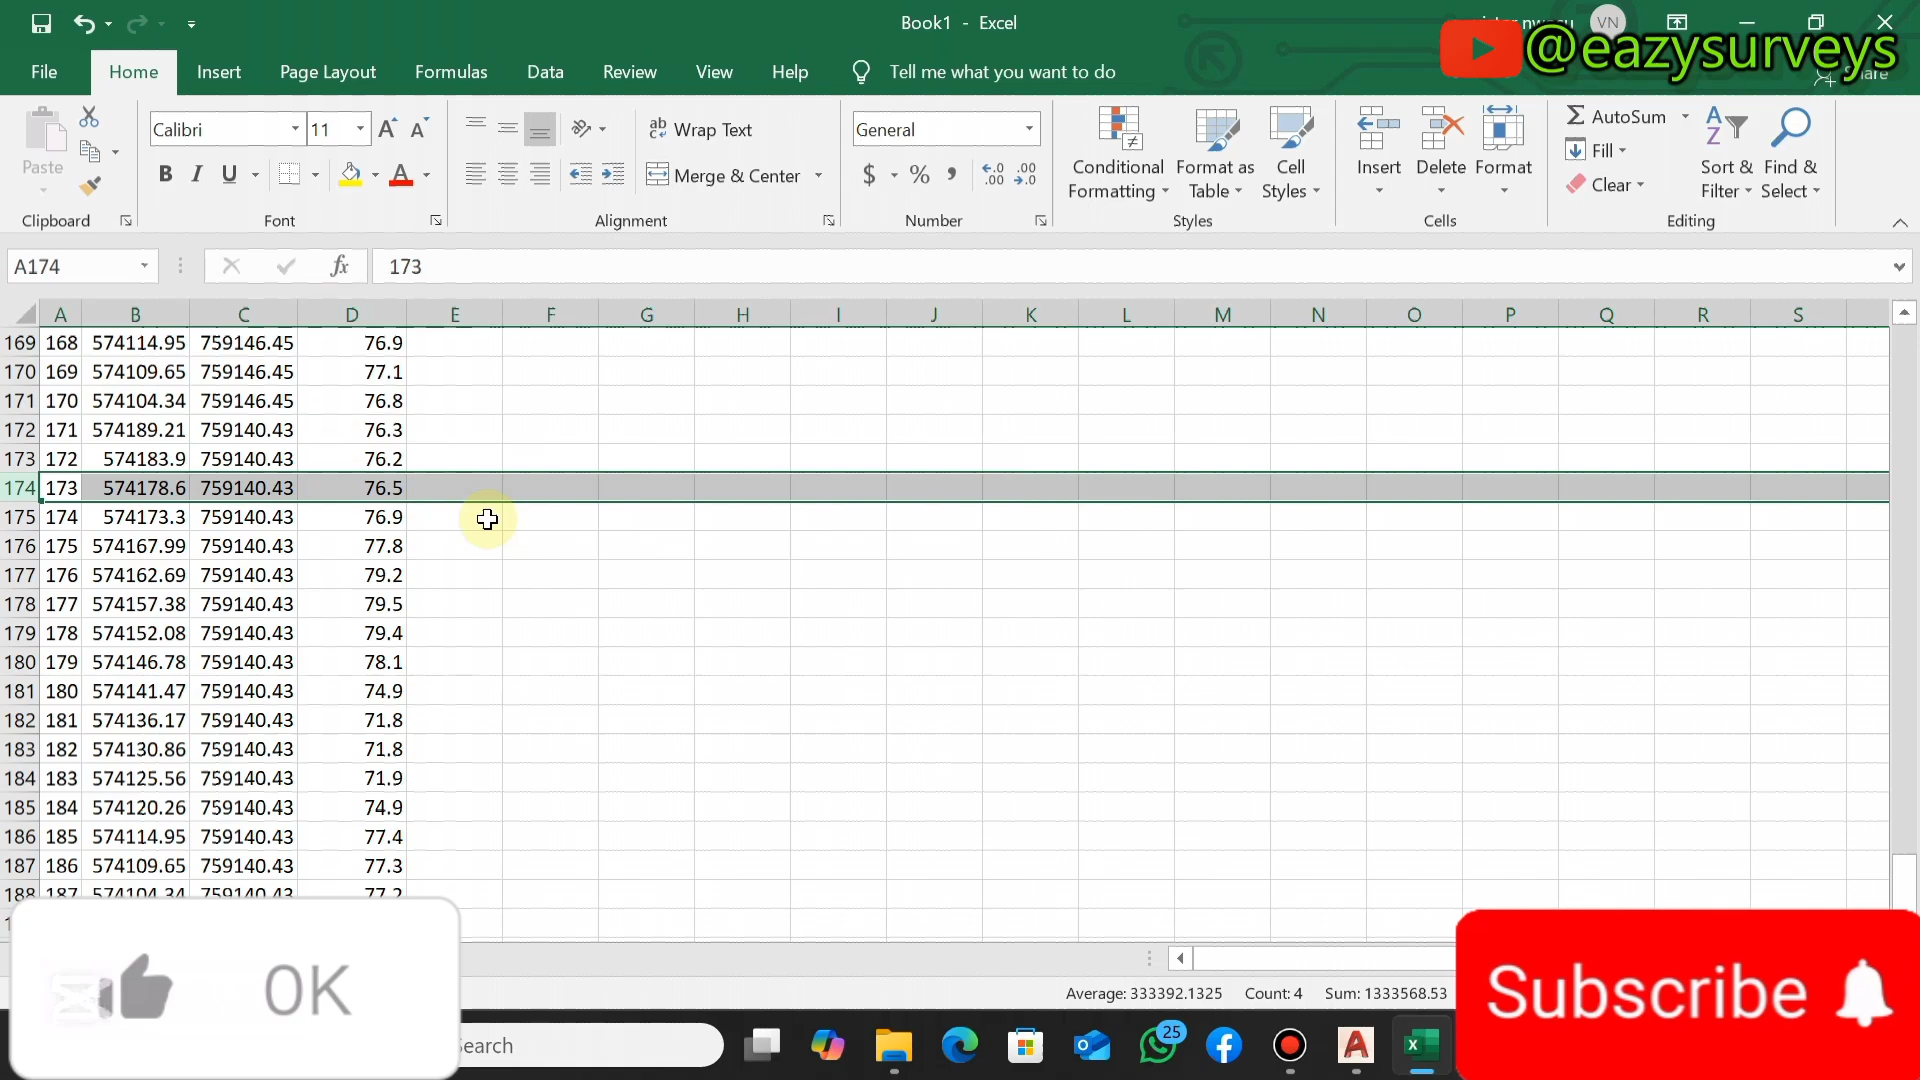 Book1 - Excel
VN
@eazysurveys
File Home Insert Page Layout Formulas Data Review View Help Tell me what you want to do
Paste
Calibri 11
Wrap Text
General
Merge & Center
$ % ,
B I U
Conditional Formatting
Format as Table
Cell Styles
Insert Delete Format
AutoSum
Fill
Clear
Sort & Filter
Find & Select
Clipboard Font Alignment Number Styles Cells Editing
A174 fx 173
A B C D E F G H I J K L M N O P Q R S
169 168 574114.95 759146.45 76.9
170 169 574109.65 759146.45 77.1
171 170 574104.34 759146.45 76.8
172 171 574189.21 759140.43 76.3
173 172 574183.9 759140.43 76.2
174 173 574178.6 759140.43 76.5
175 174 574173.3 759140.43 76.9
176 175 574167.99 759140.43 77.8
177 176 574162.69 759140.43 79.2
178 177 574157.38 759140.43 79.5
179 178 574152.08 759140.43 79.4
180 179 574146.78 759140.43 78.1
181 180 574141.47 759140.43 74.9
182 181 574136.17 759140.43 71.8
183 182 574130.86 759140.43 71.8
184 183 574125.56 759140.43 71.9
185 184 574120.26 759140.43 74.9
186 185 574114.95 759140.43 77.4
187 186 574109.65 759140.43 77.3
188 187 574104.34 759140.43 77.2
0K
Average: 333392.1325 Count: 4 Sum: 1333568.53
Subscribe
Search
25